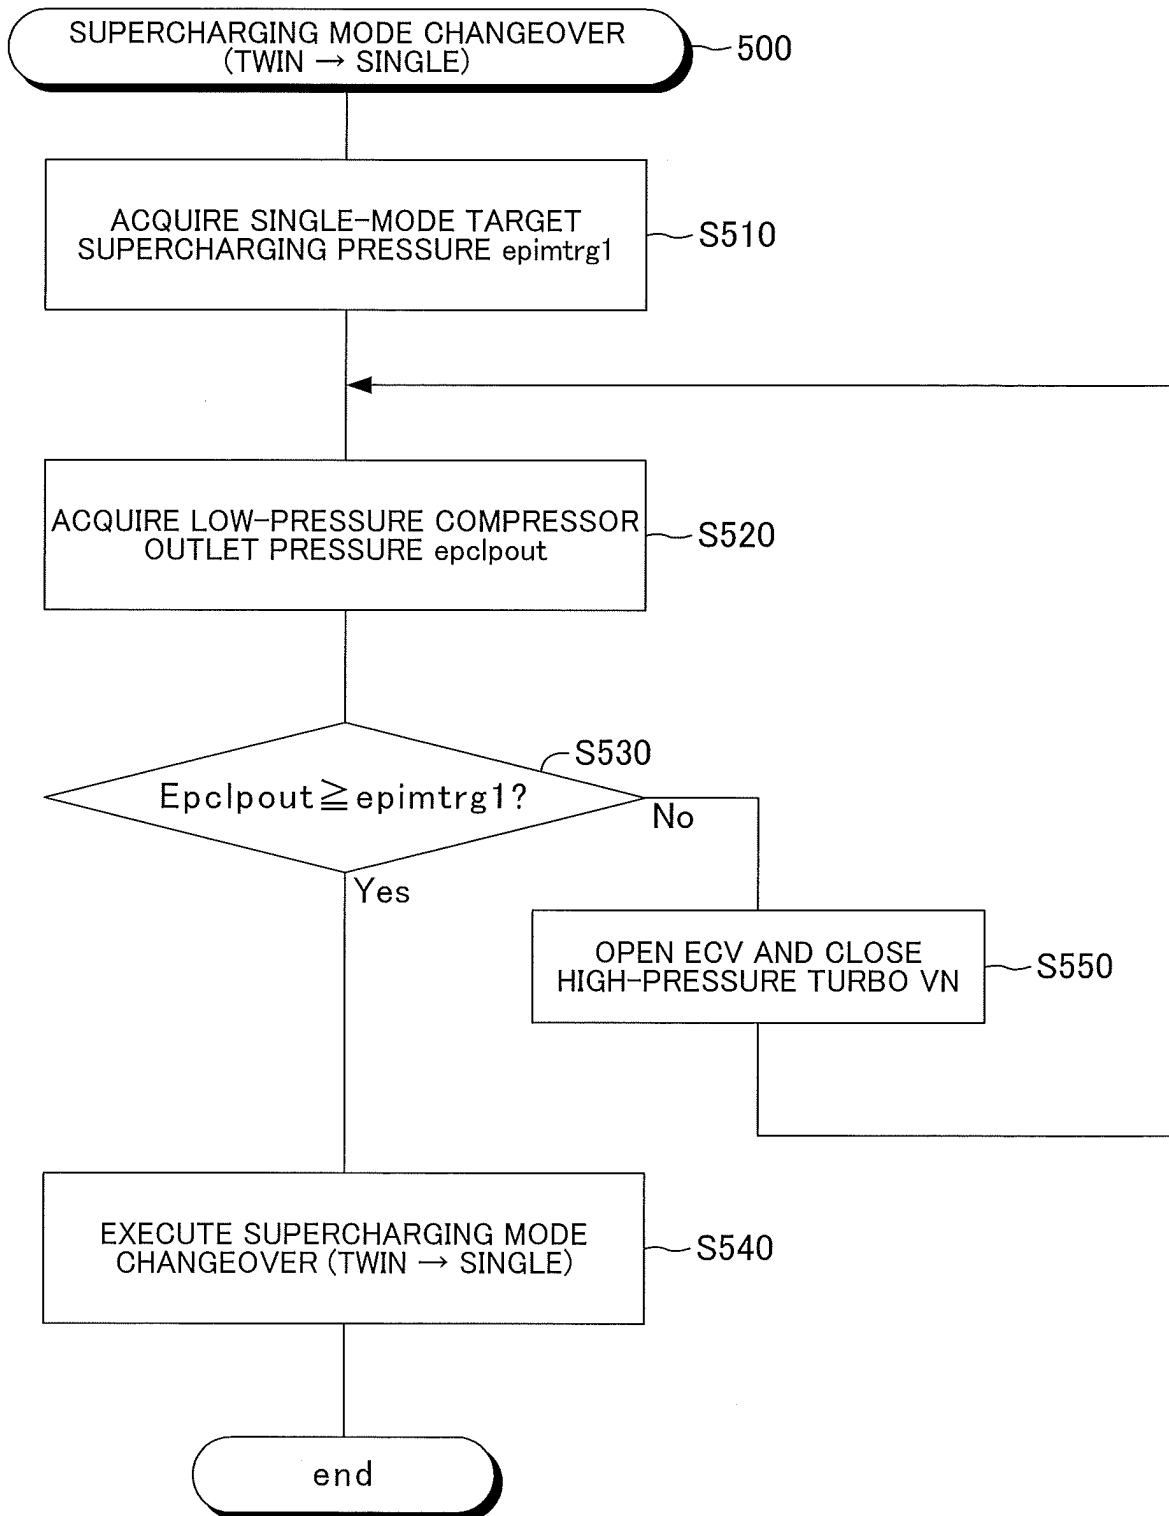 SUPERCHARGING MODE CHANGEOVER
(TWIN → SINGLE)
500
ACQUIRE SINGLE-MODE TARGET
SUPERCHARGING PRESSURE epimtrg1
S510
ACQUIRE LOW-PRESSURE COMPRESSOR
OUTLET PRESSURE epclpout
S520
S530
Epclpout≧epimtrg1?
No
Yes
OPEN ECV AND CLOSE
HIGH-PRESSURE TURBO VN
S550
EXECUTE SUPERCHARGING MODE
CHANGEOVER (TWIN → SINGLE)
S540
end